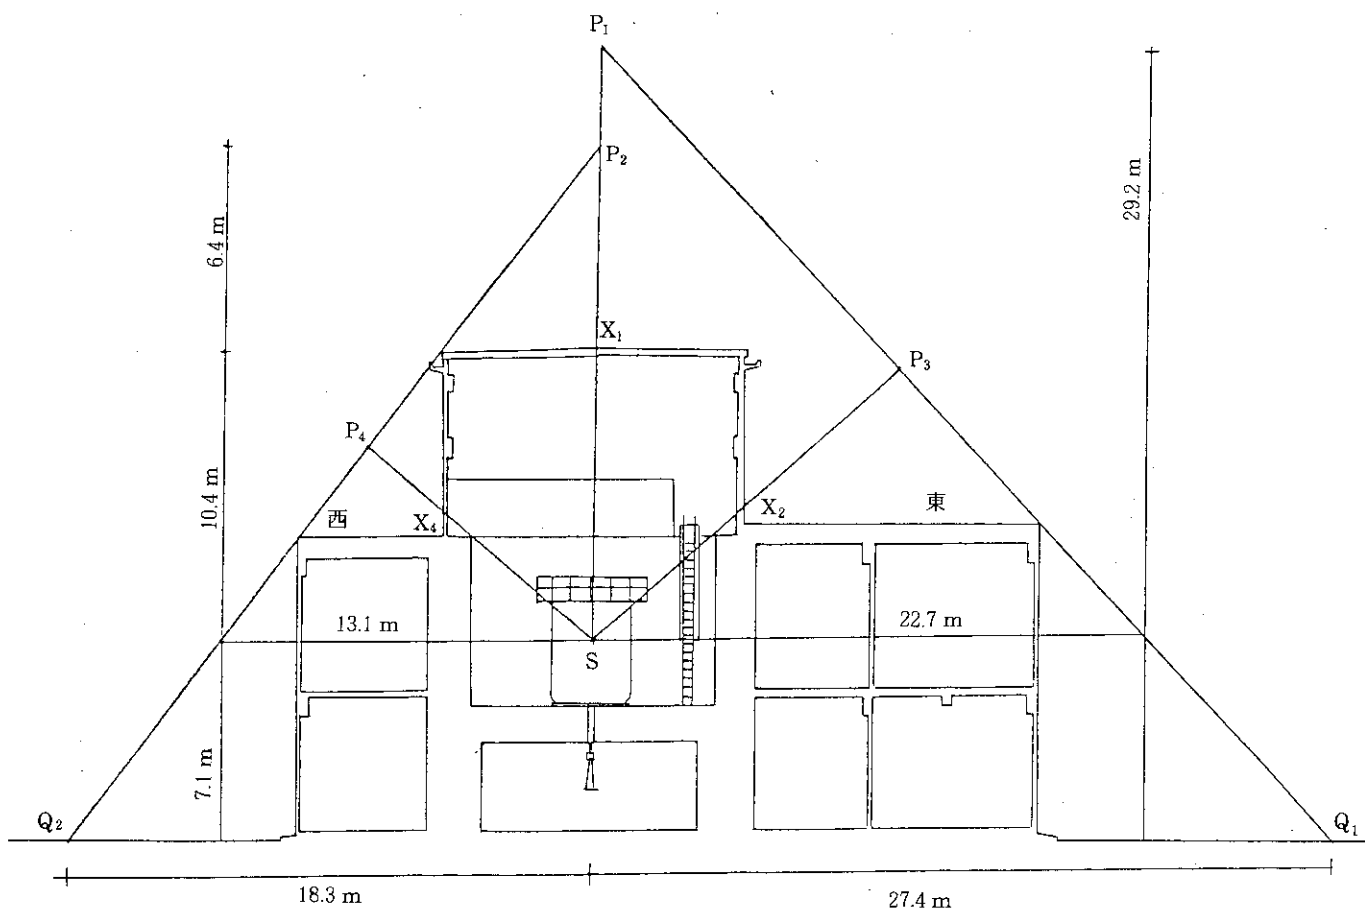 P₁
P₂
6.4 m
29.2 m
X₁
P₃
P₄
10.4 m
西
X₄
X₂
東
13.1 m
22.7 m
S
7.1 m
Q₂
Q₁
18.3 m
27.4 m